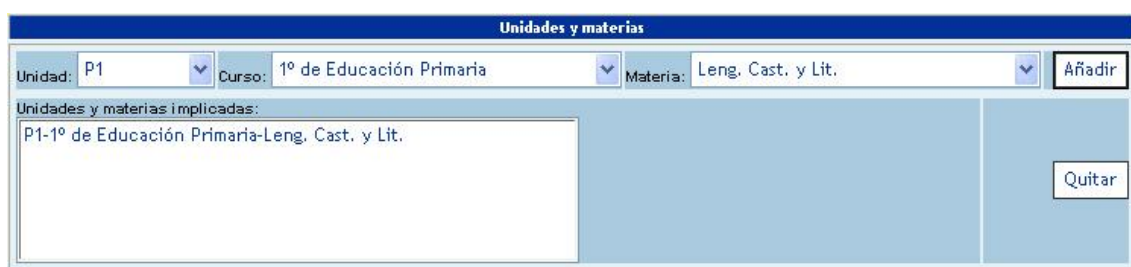 Unidades y materias
Unidad: P1 Curso: 1º de Educación Primaria Materia: Leng. Cast. y Lit. Añadir
Unidades y materias implicadas:
P1-1º de Educación Primaria-Leng. Cast. y Lit.
Quitar